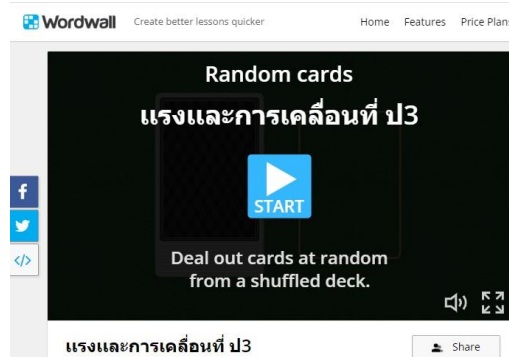 Wordwall Create better lessons quicker Home Features Price Plans
Random cards
แรงและการเคลื่อนที่ ป3
START
Deal out cards at random
from a shuffled deck.
แรงและการเคลื่อนที่ ป3
Share